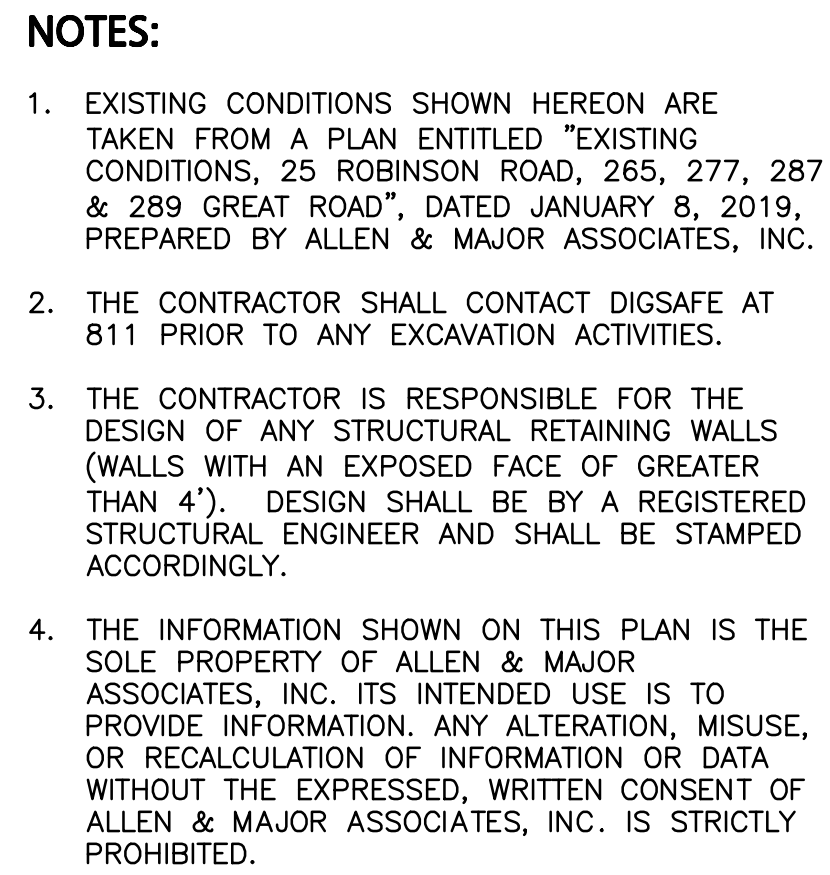 NOTES:
1. EXISTING CONDITIONS SHOWN HEREON ARE
TAKEN FROM A PLAN ENTITLED "EXISTING
CONDITIONS, 25 ROBINSON ROAD, 265, 277, 287
& 289 GREAT ROAD", DATED JANUARY 8, 2019,
PREPARED BY ALLEN & MAJOR ASSOCIATES, INC.
2. THE CONTRACTOR SHALL CONTACT DIGSAFE AT
811 PRIOR TO ANY EXCAVATION ACTIVITIES.
3. THE CONTRACTOR IS RESPONSIBLE FOR THE
DESIGN OF ANY STRUCTURAL RETAINING WALLS
(WALLS WITH AN EXPOSED FACE OF GREATER
THAN 4'). DESIGN SHALL BE BY A REGISTERED
STRUCTURAL ENGINEER AND SHALL BE STAMPED
ACCORDINGLY.
4. THE INFORMATION SHOWN ON THIS PLAN IS THE
SOLE PROPERTY OF ALLEN & MAJOR
ASSOCIATES, INC. ITS INTENDED USE IS TO
PROVIDE INFORMATION. ANY ALTERATION, MISUSE,
OR RECALCULATION OF INFORMATION OR DATA
WITHOUT THE EXPRESSED, WRITTEN CONSENT OF
ALLEN & MAJOR ASSOCIATES, INC. IS STRICTLY
PROHIBITED.